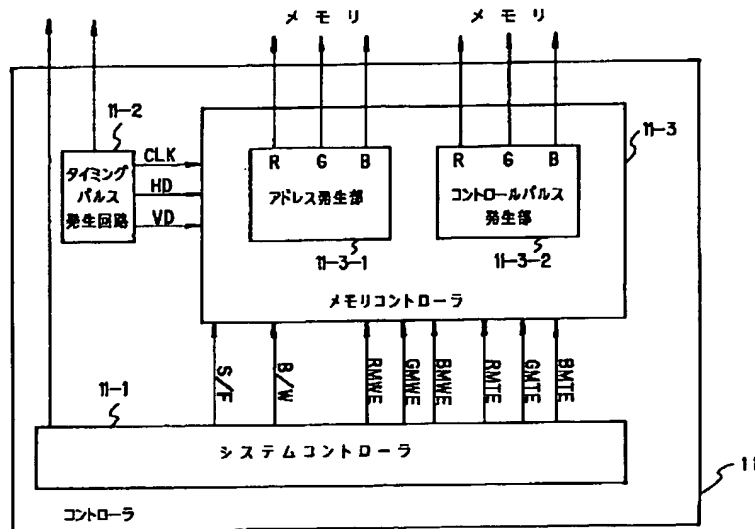 メモリ メモリ
11-2
11-3
CLK
HD
VD
タイミング
パルス
発生回路
R G B
アドレス発生部
11-3-1
R G B
コントロールパルス
発生部
11-3-2
メモリコントローラ
S/F
B/W
RMWE
GMWE
BMWE
RMTE
GMTE
BMTE
11-1
システムコントローラ
11
コントローラ